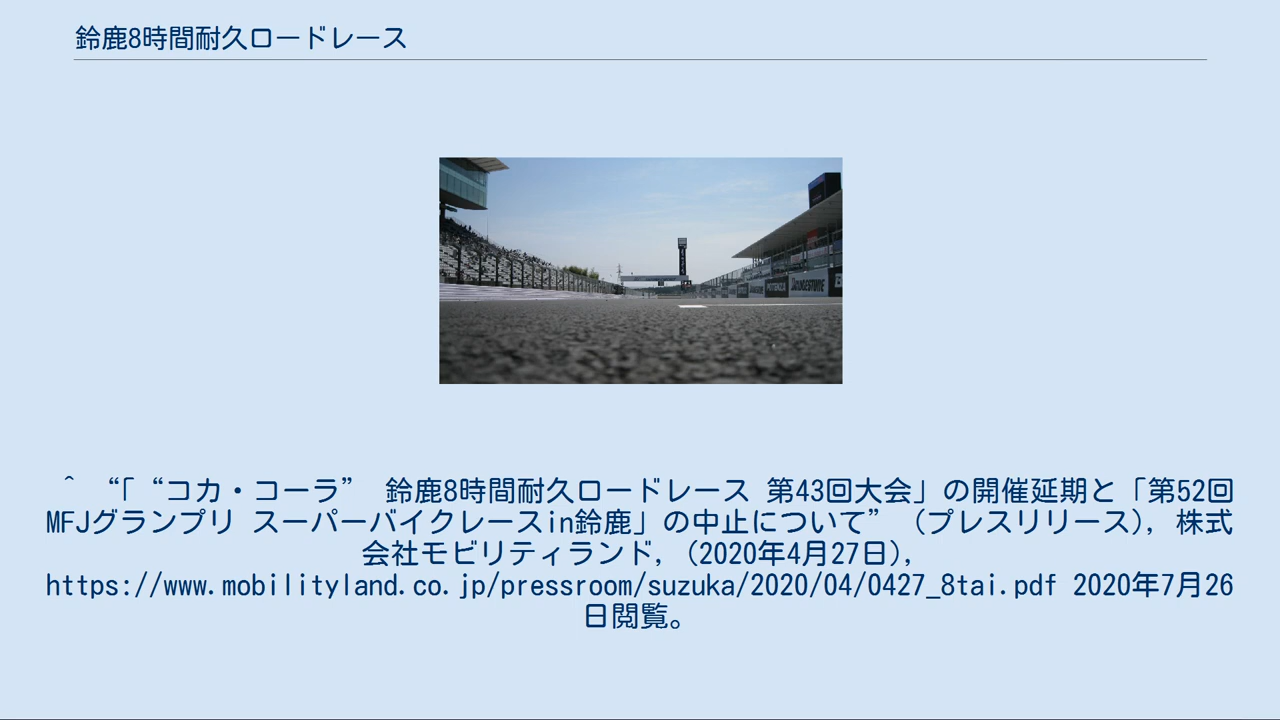 鈴鹿8時間耐久ロードレース
POTENZA
BRIDGESTONE
^ “「“コカ・コーラ” 鈴鹿8時間耐久ロードレース 第43回大会」の開催延期と「第52回
MFJグランプリ スーパーバイクレースin鈴鹿」の中止について” (プレスリリース), 株式
会社モビリティランド, (2020年4月27日),
https://www.mobilityland.co.jp/pressroom/suzuka/2020/04/0427_8tai.pdf 2020年7月26
日閲覧。